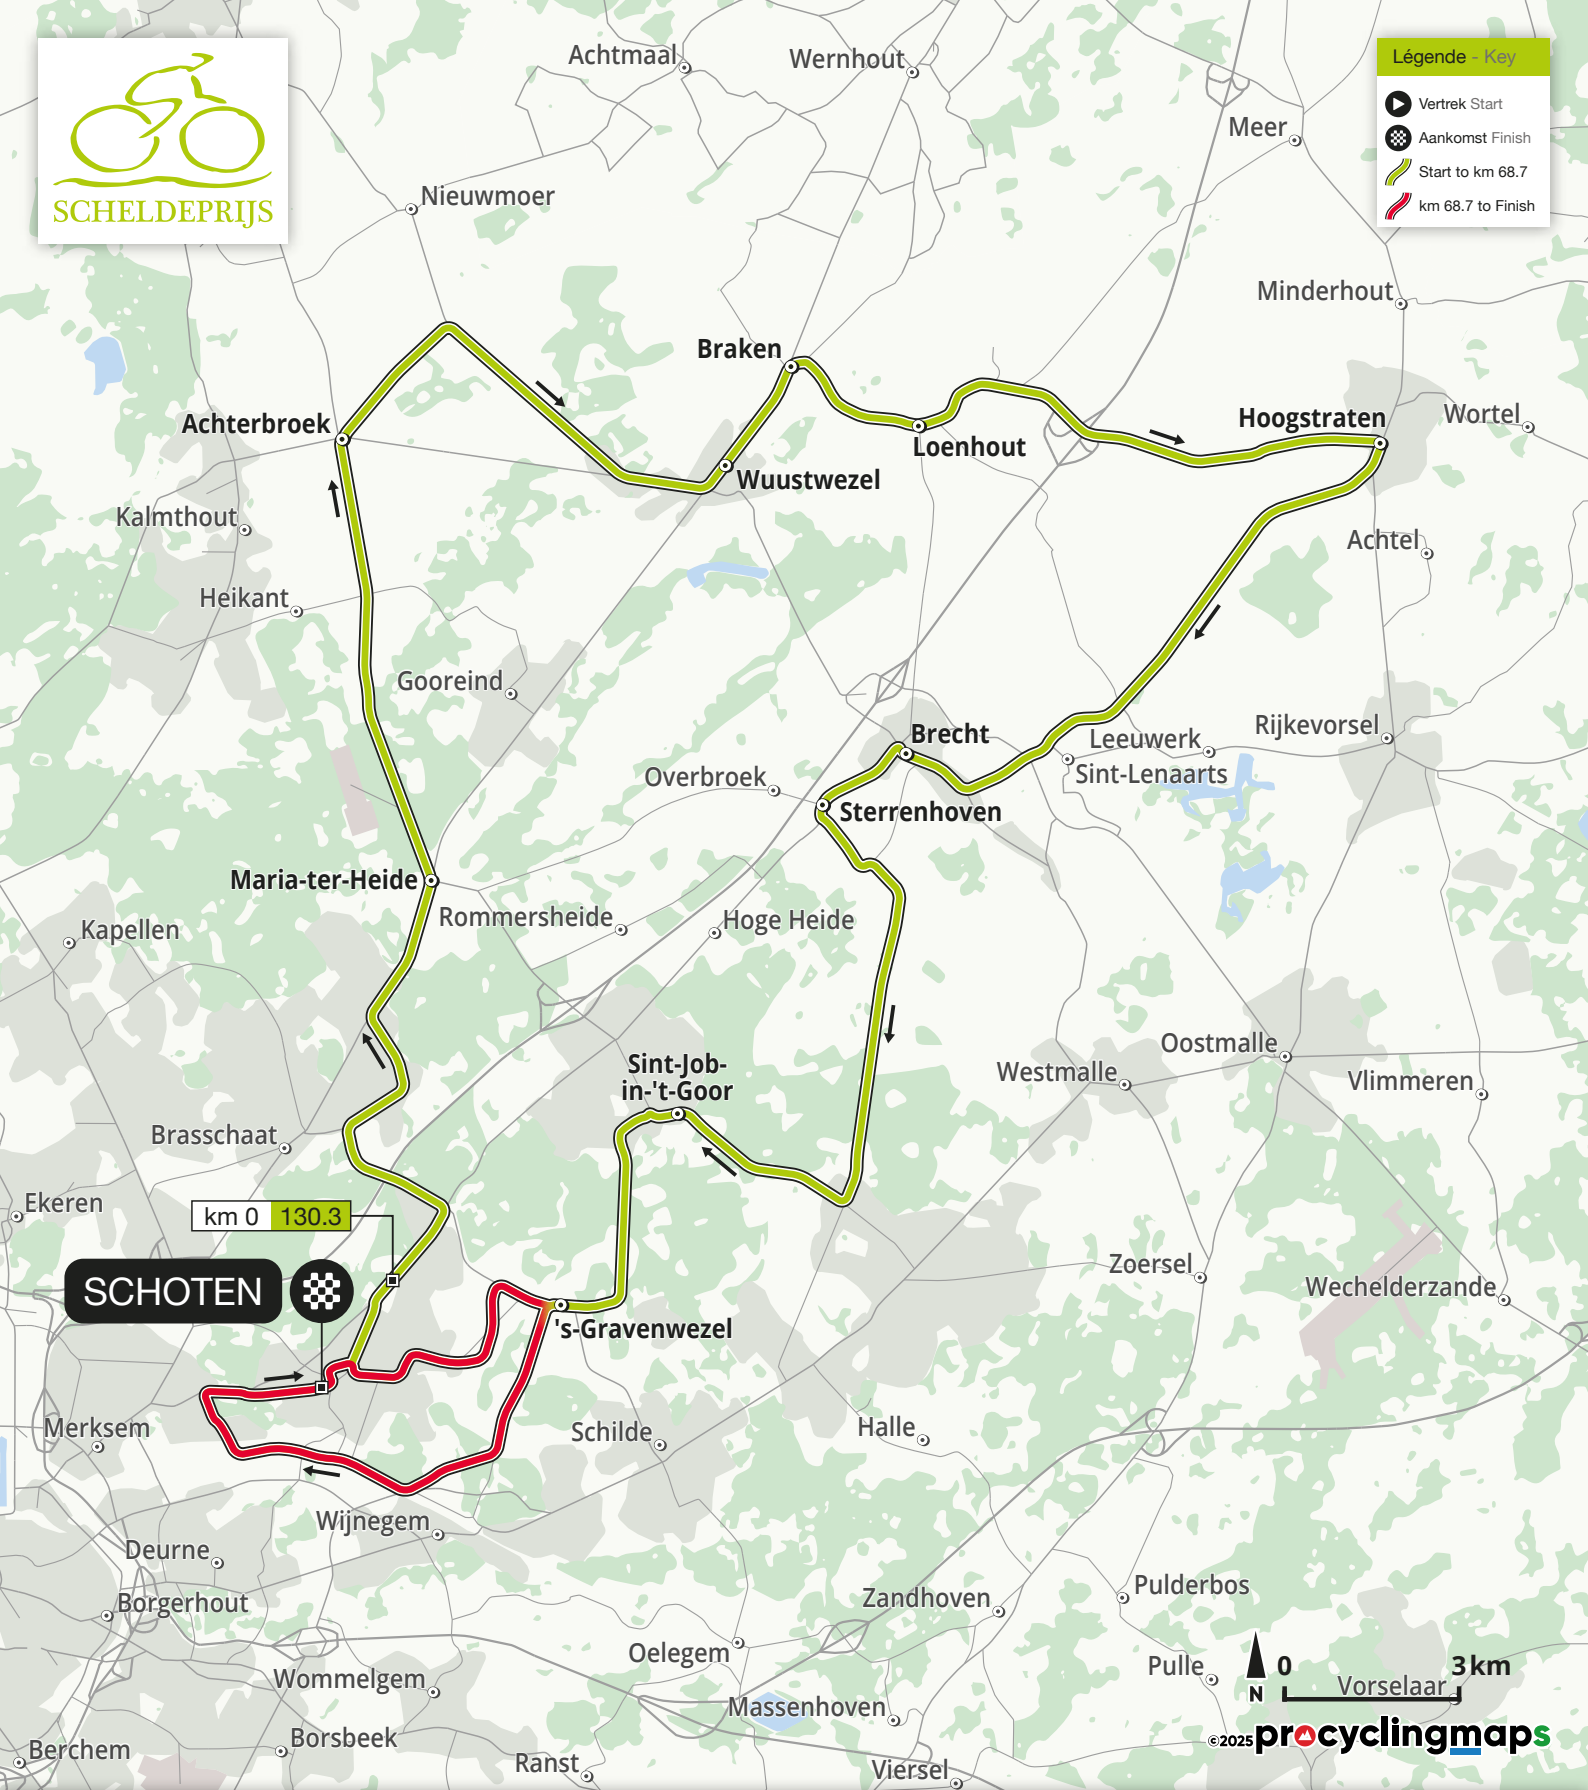 SCHELDEPRIJS
Légende - Key
Vertrek Start
Aankomst Finish
Start to km 68.7
km 68.7 to Finish
Achtmaal
Wernhout
Meer
Nieuwmoer
Minderhout
Braken
Achterbroek
Hoogstraten
Wortel
Loenhout
Wuustwezel
Kalmthout
Achtel
Heikant
Gooreind
Brecht
Leeuwerk
Rijkevorsel
Overbroek
Sint-Lenaarts
Sterrenhoven
Maria-ter-Heide
Rommersheide
Hoge Heide
Kapellen
Oostmalle
Sint-Job-
in-'t-Goor
Westmalle
Vlimmeren
Brasschaat
Ekeren
km 0 130.3
Zoersel
SCHOTEN
Wechelderzande
's-Gravenwezel
Merksem
Schilde
Halle
Wijnegem
Deurne
Borgerhout
Zandhoven
Pulderbos
Oelegem
Wommelgem
Pulle
0 3 km
N
Vorselaar
Massenhoven
Borsbeek
Berchem
©2025 procyclingmaps
Ranst
Viersel